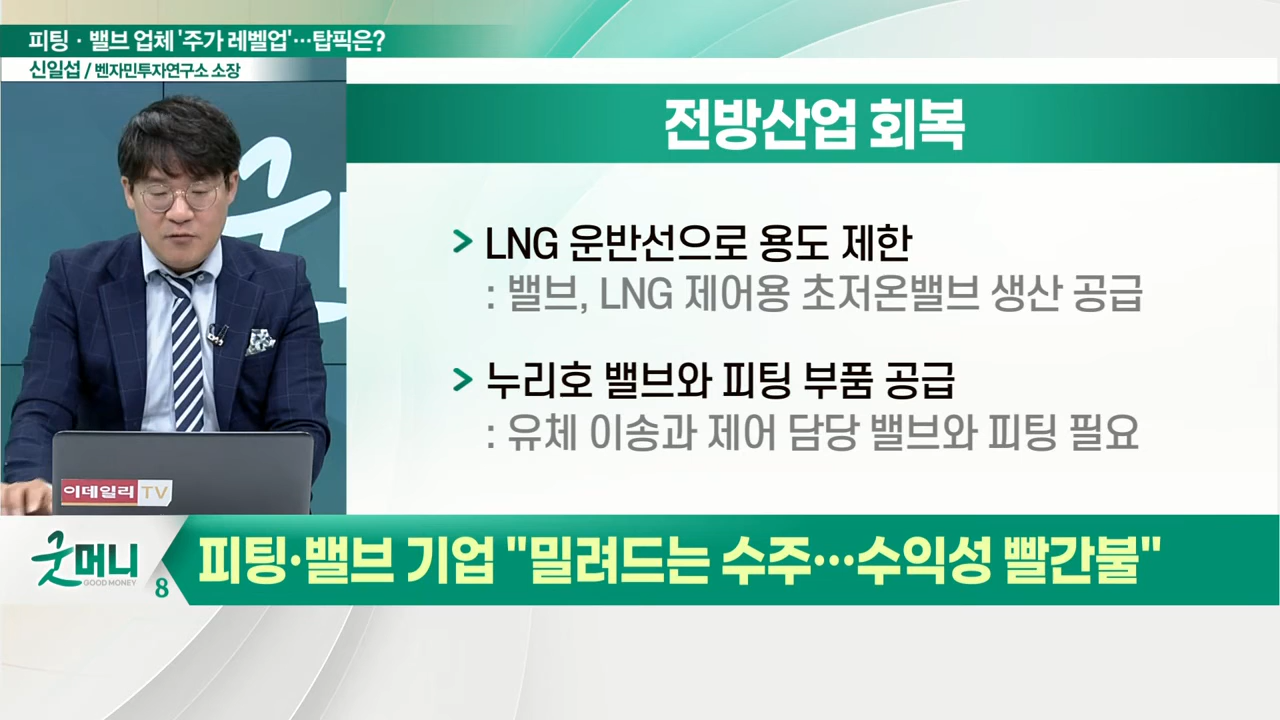 피팅·밸브 업체 '주가 레벨업'…탑픽은?
신일섭 / 벤자민투자연구소 소장
전방산업 회복
> LNG 운반선으로 용도 제한
: 밸브, LNG 제어용 초저온밸브 생산 공급
> 누리호 밸브와 피팅 부품 공급
: 유체 이송과 제어 담당 밸브와 피팅 필요
이데일리 TV
굿머니
GOOD MONEY
8
피팅·밸브 기업 "밀려드는 수주…수익성 빨간불"